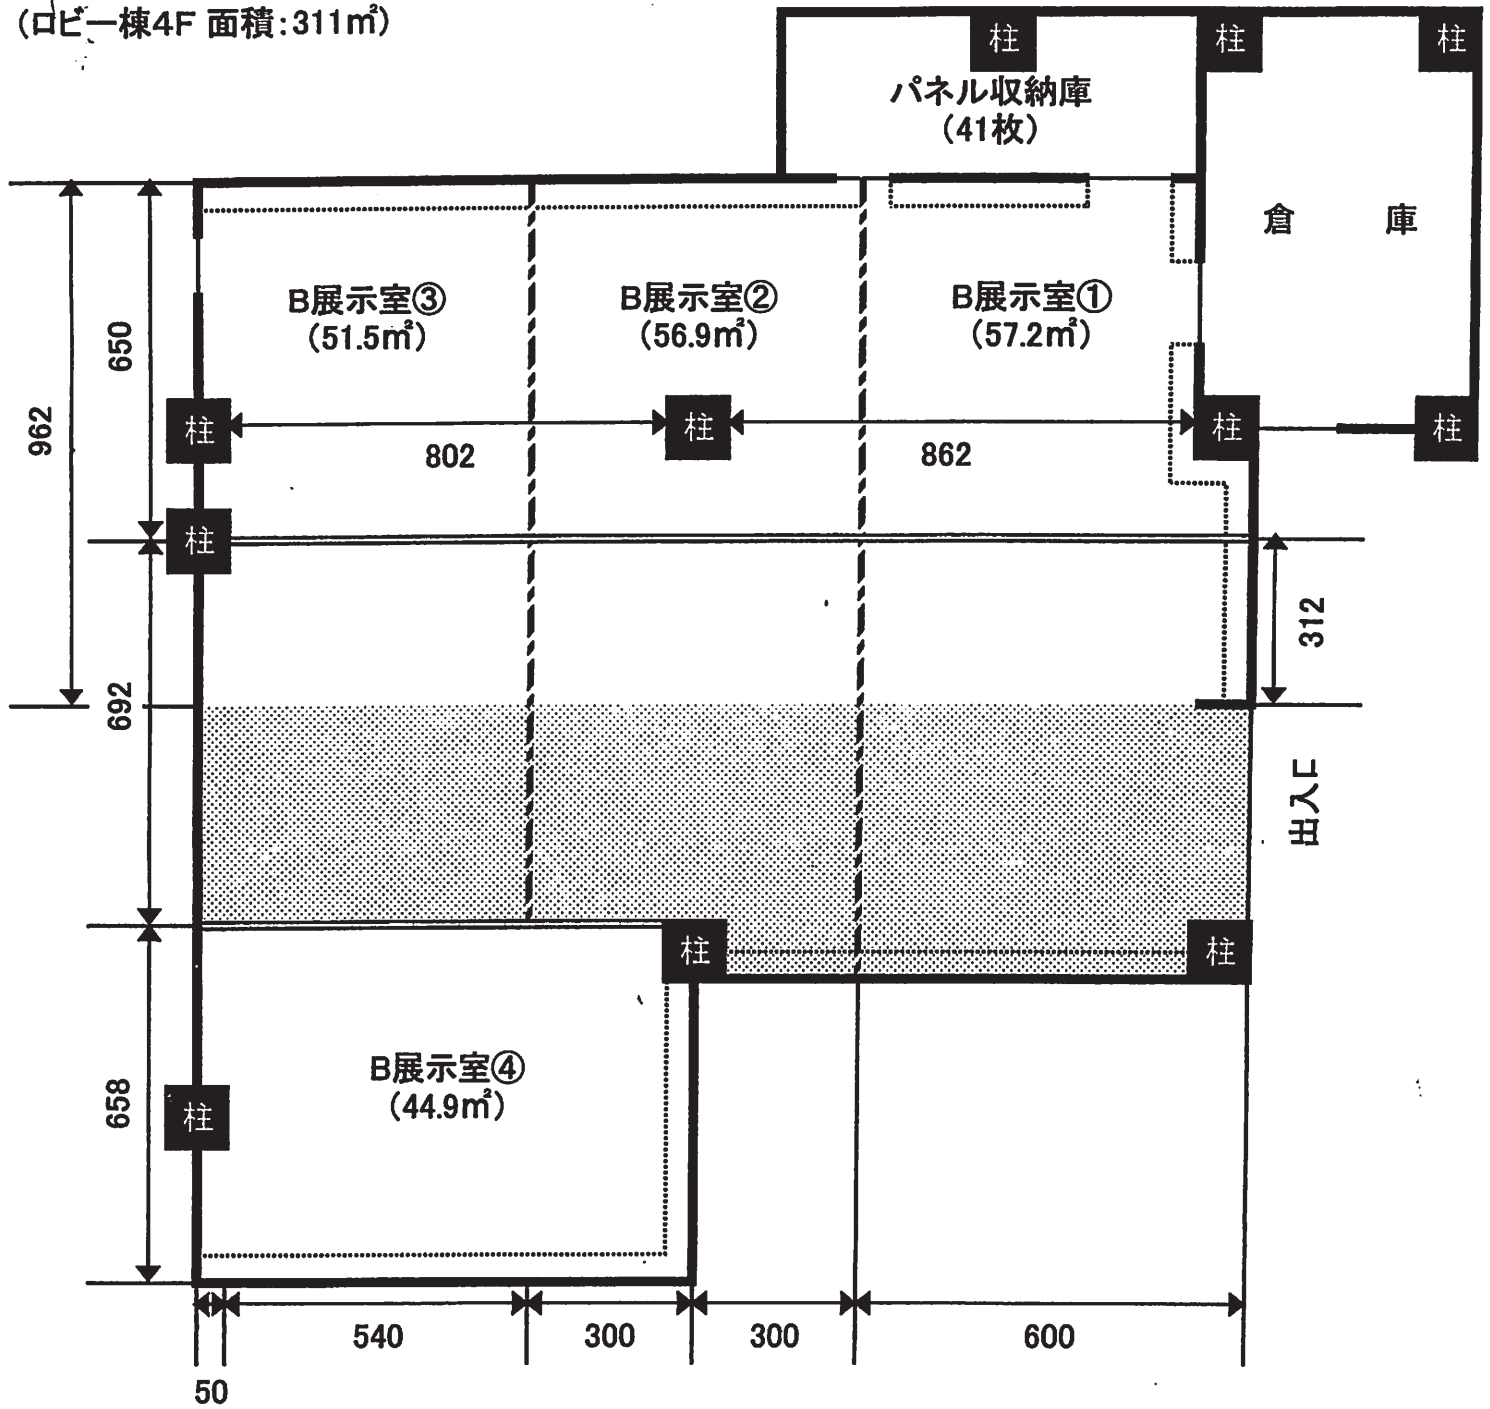 (ロビー棟4F 面積:311㎡)
柱
柱
柱
パネル収納庫
(41枚)
倉 庫
B展示室③
(51.5㎡)
B展示室②
(56.9㎡)
B展示室①
(57.2㎡)
650
962
柱
柱
柱
柱
802
862
柱
312
692
出入口
柱
柱
B展示室④
(44.9㎡)
658
柱
540
300
300
600
50